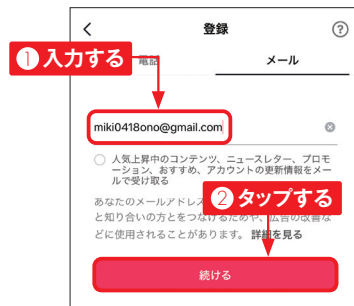 登録
?
① 入力する
電話
メール
miki0418ono@gmail.com
人気上昇中のコンテンツ、ニュースレター、プロモ
ーション、おすすめ、アカウントの更新情報をメー
ルで受け取る
② タップする
あなたのメールアドレス
と知り合いの方とをつなげるためや、広告の改善な
どに使用されることがあります。 詳細を見る
続ける